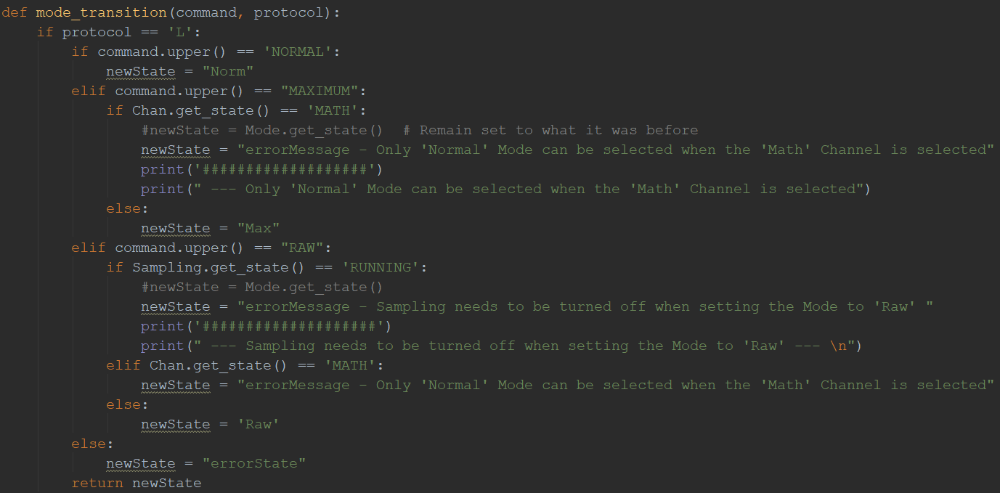 def mode_transition(command, protocol):
    if protocol == 'L':
        if command.upper() == 'NORMAL':
            newState = "Norm"
        elif command.upper() == "MAXIMUM":
            if Chan.get_state() == 'MATH':
                #newState = Mode.get_state()  # Remain set to what it was before
                newState = "errorMessage - Only 'Normal' Mode can be selected when the 'Math' Channel is selected"
                print('###################')
                print(" --- Only 'Normal' Mode can be selected when the 'Math' Channel is selected")
            else:
                newState = "Max"
        elif command.upper() == "RAW":
            if Sampling.get_state() == 'RUNNING':
                #newState = Mode.get_state()
                newState = "errorMessage - Sampling needs to be turned off when setting the Mode to 'Raw' "
                print('####################')
                print(" --- Sampling needs to be turned off when setting the Mode to 'Raw' --- \n")
            elif Chan.get_state() == 'MATH':
                newState = "errorMessage - Only 'Normal' Mode can be selected when the 'Math' Channel is selected"
            else:
                newState = 'Raw'
        else:
            newState = "errorState"
        return newState